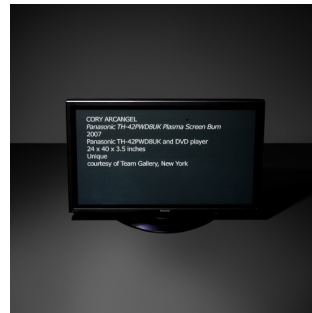 CORY ARCANGEL
Panasonic TH-42PWD8UK Plasma Screen Burn
2007
Panasonic TH-42PWD8UK and DVD player
24 x 40 x 3.5 inches
Unique
courtesy of Team Gallery, New York
Panasonic